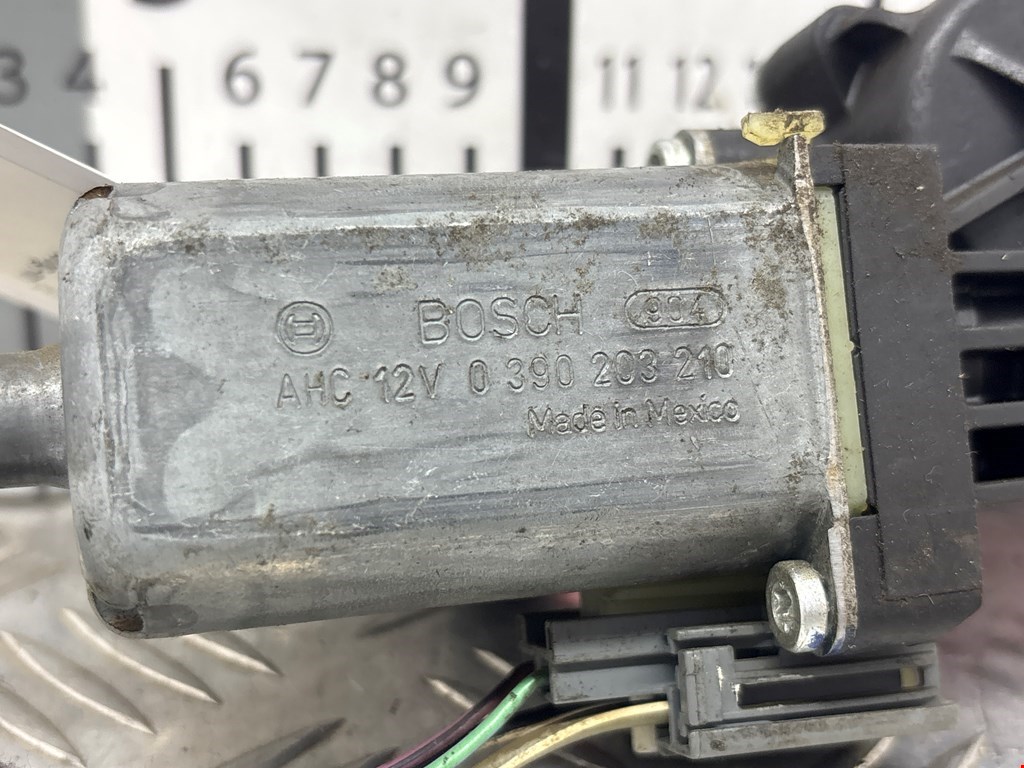 3 4 6 7 8 9 11 12
BOSCH 904
AHC 12V 0 390 203 210
Made in Mexico